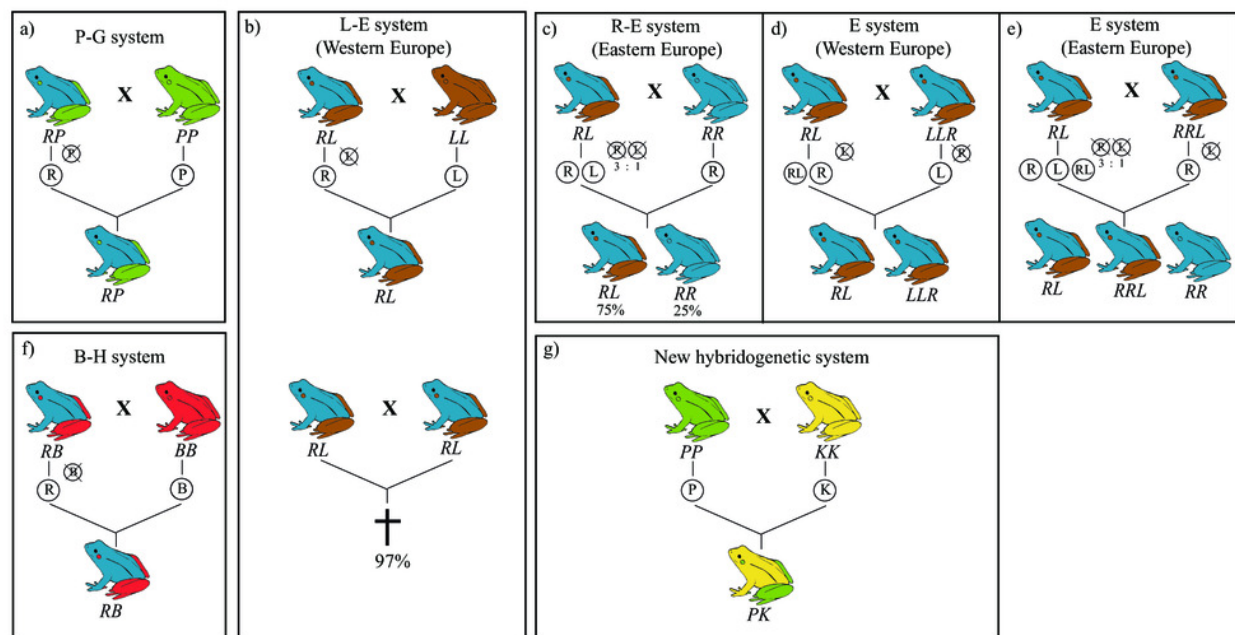 a) P-G system
X
RP PP
P
R P
RP
b) L-E system
(Western Europe)
X
RL LL
L
R L
RL
X
RL RL
97%
c) R-E system
(Eastern Europe)
X
RL RR
R L R L R
3 : 1
RL RR
75% 25%
d) E system
(Western Europe)
X
RL LLR
L R
RL R L
RL LLR
e) E system
(Eastern Europe)
X
RL RRL
R L L
3 : 1
R L RL R
RL RRL RR
f) B-H system
X
RB BB
B
R B
RB
g) New hybridogenetic system
X
PP KK
P K
PK